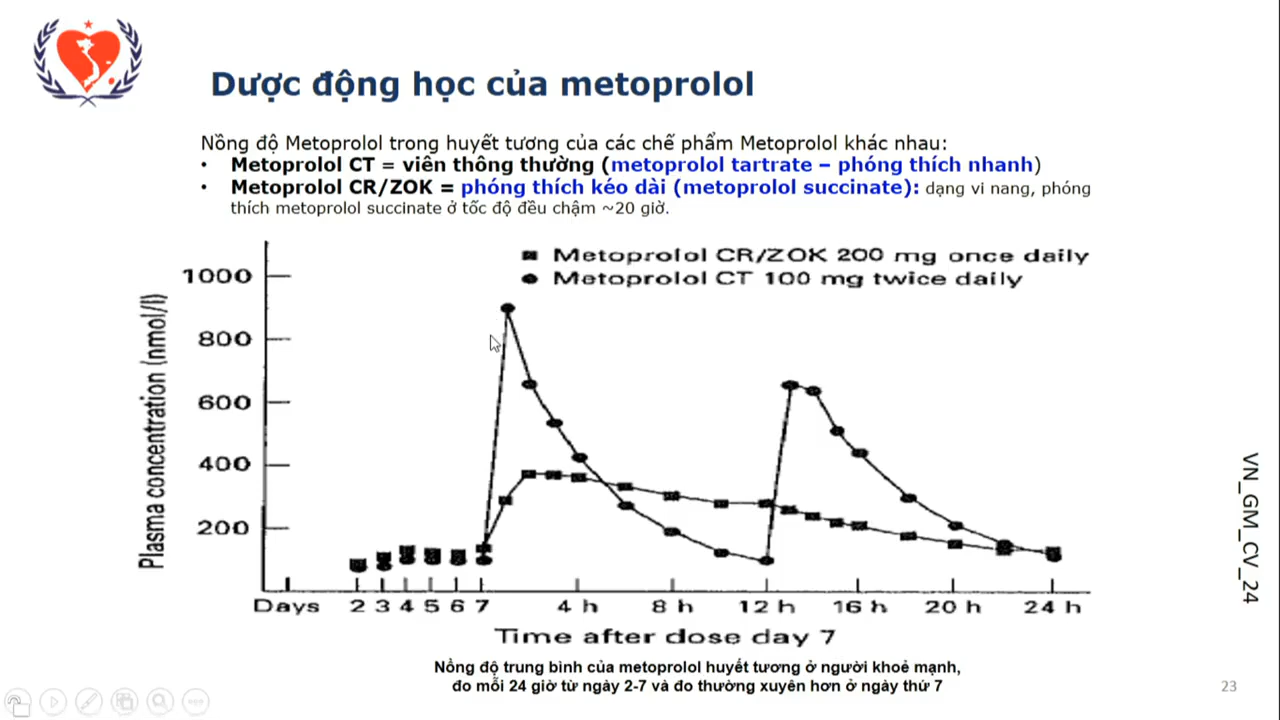 Dược động học của metoprolol
Nồng độ Metoprolol trong huyết tương của các chế phẩm Metoprolol khác nhau:
• Metoprolol CT = viên thông thường (metoprolol tartrate – phóng thích nhanh)
• Metoprolol CR/ZOK = phóng thích kéo dài (metoprolol succinate): dạng vi nang, phóng
thích metoprolol succinate ở tốc độ đều chậm ~20 giờ.
Metoprolol CR/ZOK 200 mg once daily
Metoprolol CT 100 mg twice daily
Plasma concentration (nmol/l)
1000
800
600
400
200
Days 2 3 4 5 6 7 4 h 8 h 12 h 16 h 20 h 24 h
Time after dose day 7
Nồng độ trung bình của metoprolol huyết tương ở người khoẻ mạnh,
đo mỗi 24 giờ từ ngày 2-7 và đo thường xuyên hơn ở ngày thứ 7
VN_GM_CV_24
23